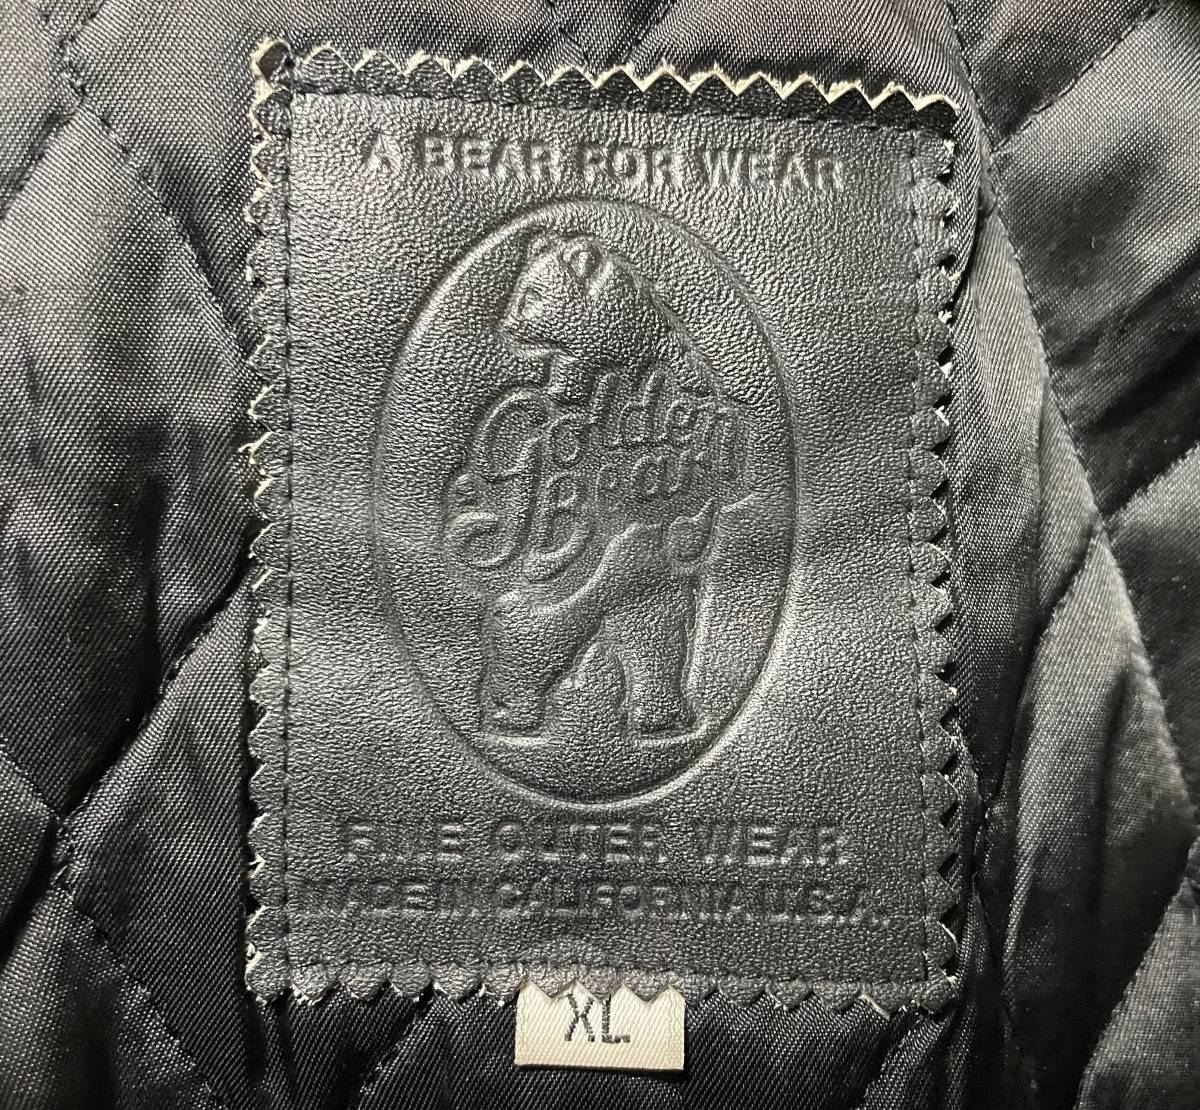 A BEAR FOR WEAR
Golden
Bear
FINE OUTER WEAR
MADE IN CALIFORNIA U.S.A.
XL